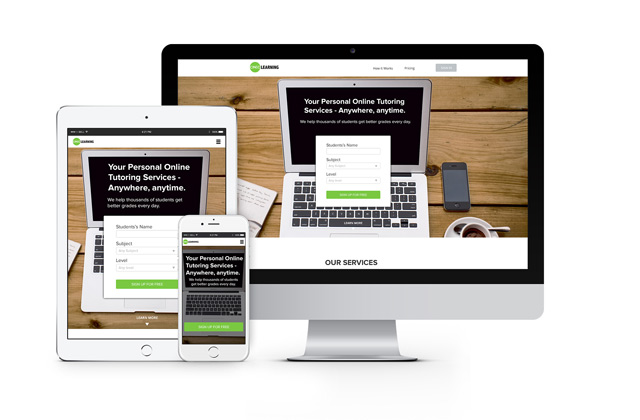 LEARNING
How it Works
Pricing
Your Personal Online Tutoring
Services - Anywhere, anytime.
We help thousands of students get better grades every day.
Students's Name
Subject
Level
SIGN UP FOR FREE
LEARN MORE
OUR SERVICES
LEARNING
Your Personal Online
Tutoring Services -
Anywhere, anytime.
We help thousands of students get
better grades every day.
Students's Name
Subject
Any Subject
Level
Any Level
SIGN UP FOR FREE
LEARN MORE
LEARNING
Your Personal Online
Tutoring Services -
Anywhere, anytime.
We help thousands of students
get better grades every day.
SIGN UP FOR FREE